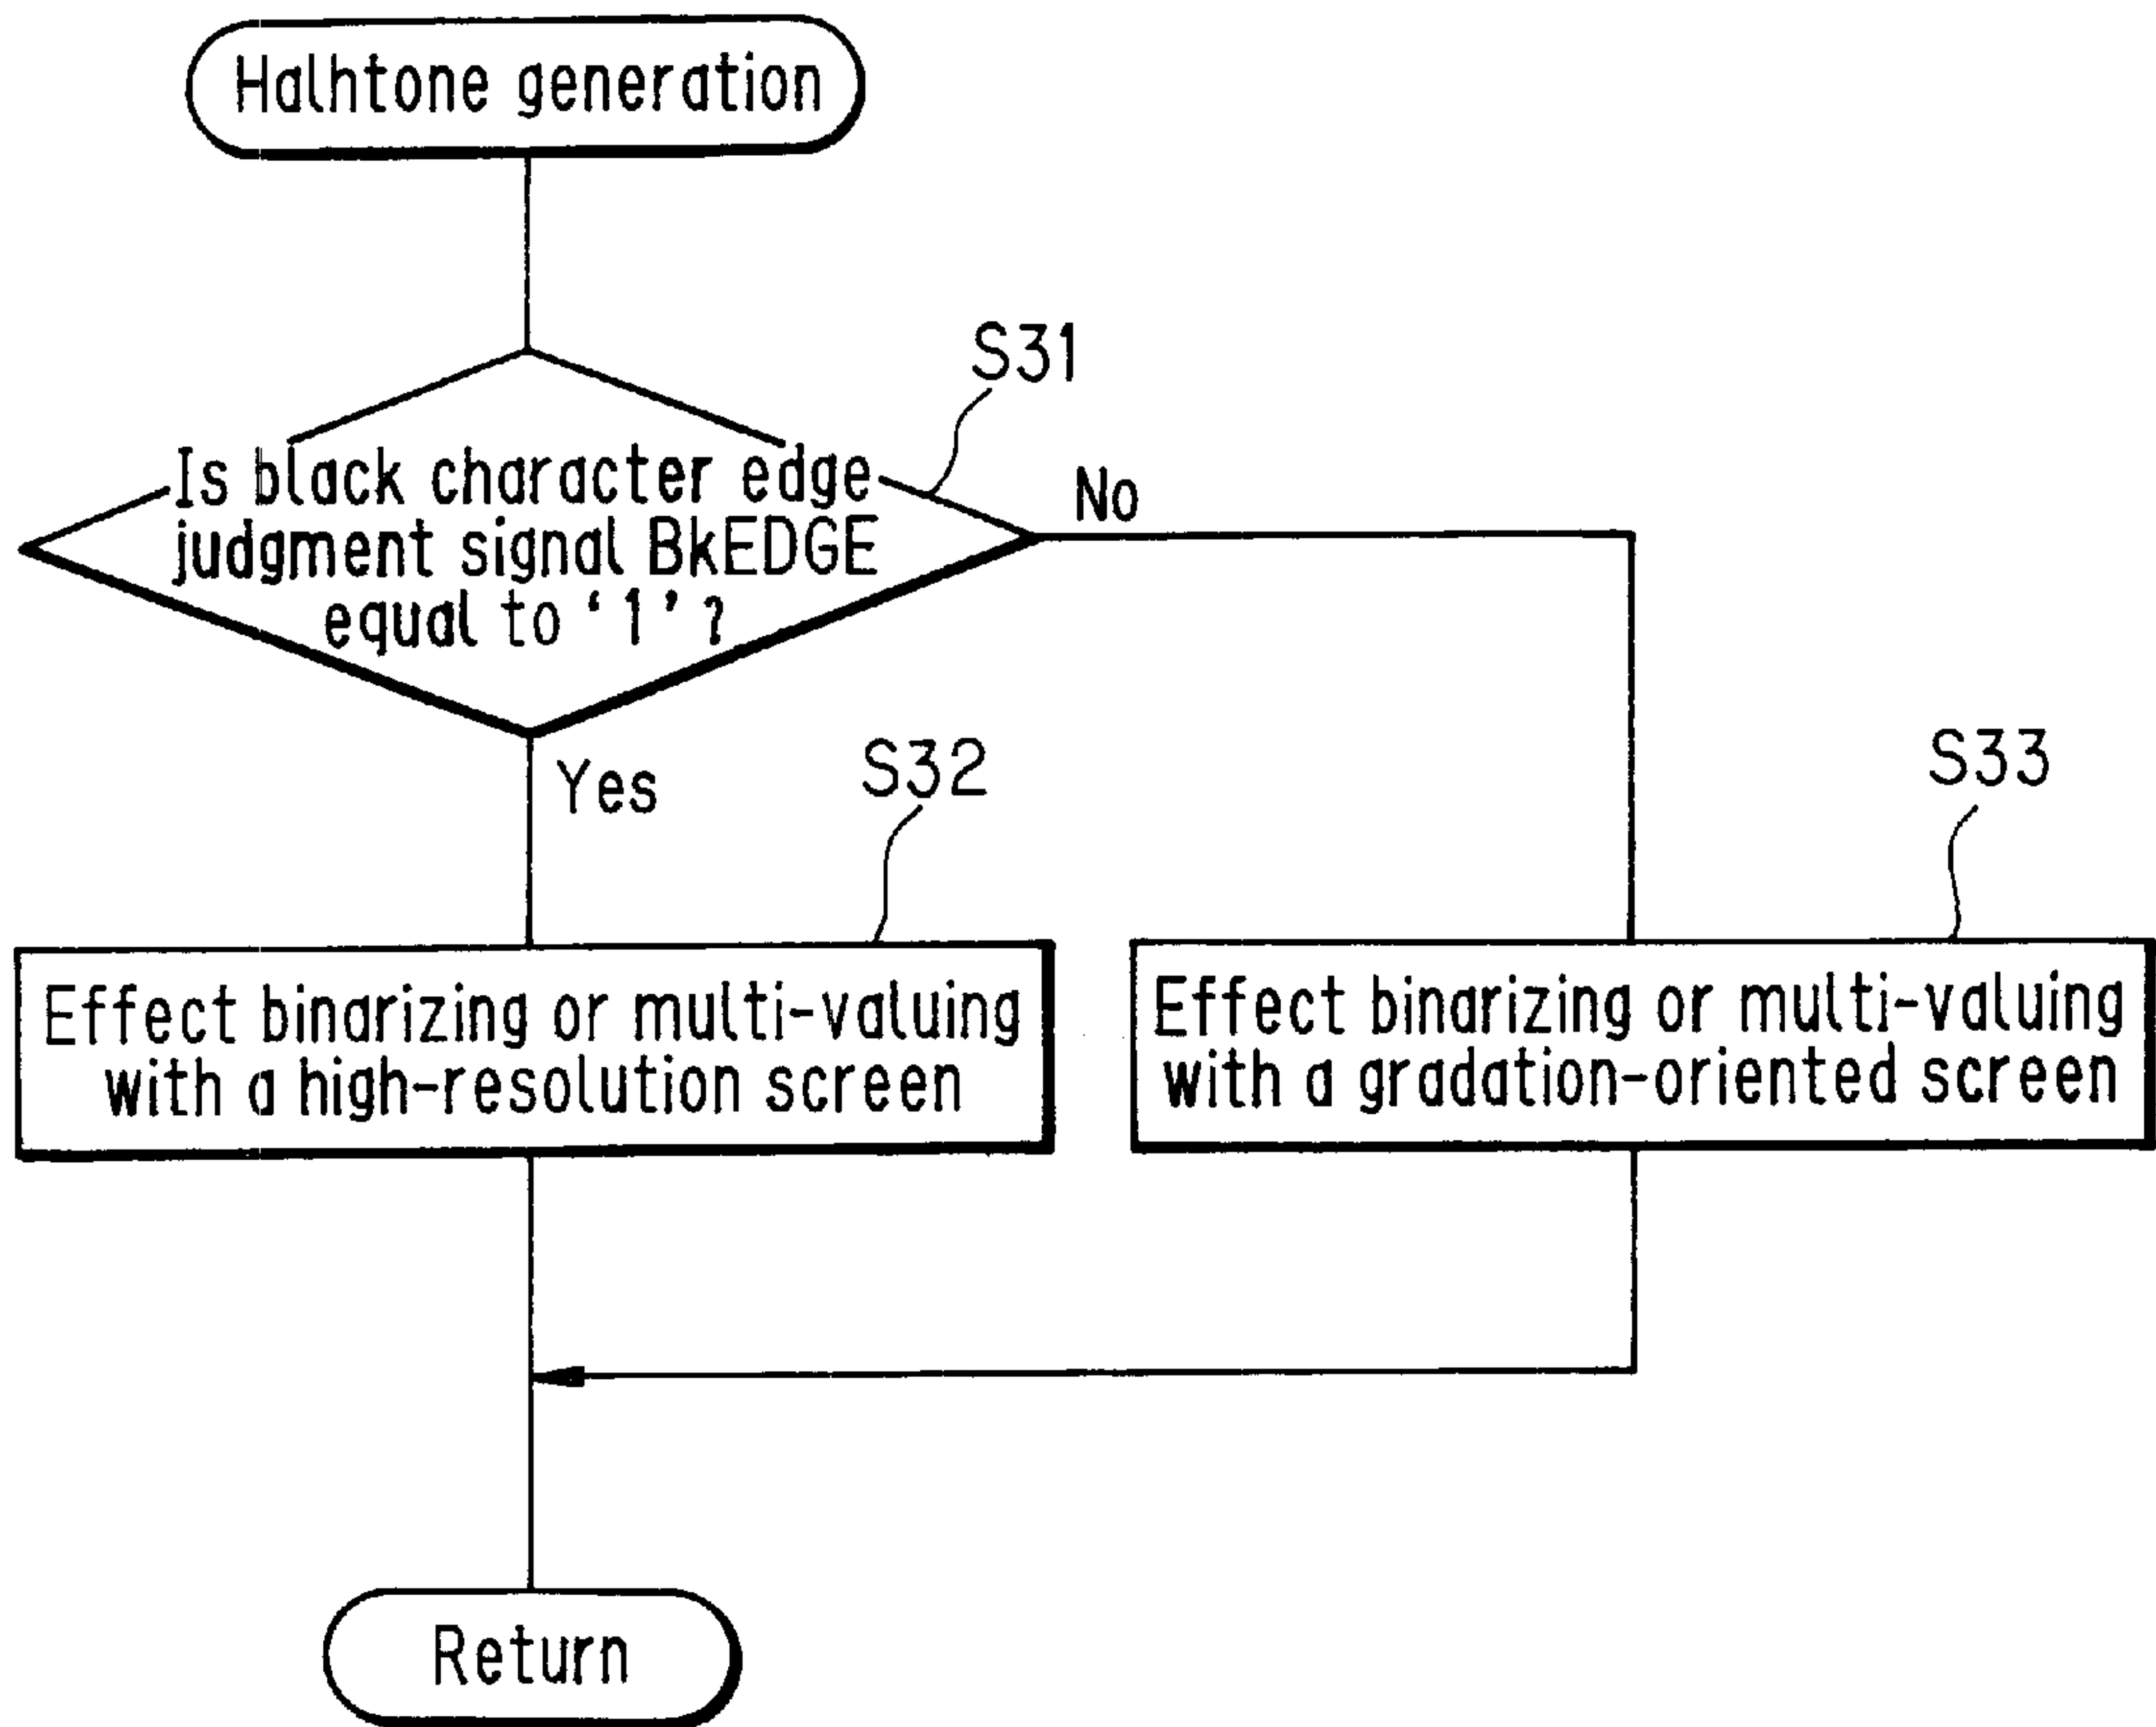 Halhtone generation
S31
Is black character edge
judgment signal BkEDGE
equal to '1'?
No
Yes
S32
S33
Effect binarizing or multi-valuing
with a high-resolution screen
Effect binarizing or multi-valuing
with a gradation-oriented screen
Return